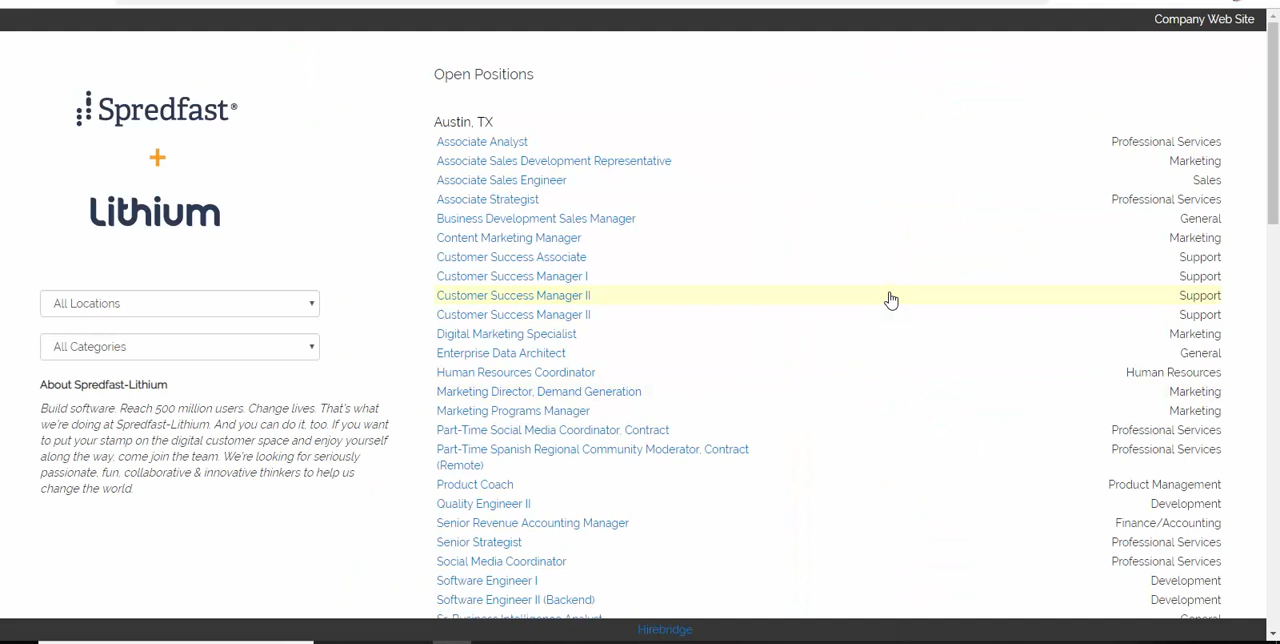 Company Web Site
Spredfast®
+
Lithium
All Locations
All Categories
About Spredfast-Lithium
Build software. Reach 500 million users. Change lives. That's what
we're doing at Spredfast-Lithium. And you can do it, too. If you want
to put your stamp on the digital customer space and enjoy yourself
along the way, come join the team. We're looking for seriously
passionate, fun, collaborative & innovative thinkers to help us
change the world.
Open Positions
Austin, TX
Associate Analyst Professional Services
Associate Sales Development Representative Marketing
Associate Sales Engineer Sales
Associate Strategist Professional Services
Business Development Sales Manager General
Content Marketing Manager Marketing
Customer Success Associate Support
Customer Success Manager I Support
Customer Success Manager II Support
Customer Success Manager II Support
Digital Marketing Specialist Marketing
Enterprise Data Architect General
Human Resources Coordinator Human Resources
Marketing Director, Demand Generation Marketing
Marketing Programs Manager Marketing
Part-Time Social Media Coordinator, Contract Professional Services
Part-Time Spanish Regional Community Moderator, Contract Professional Services
(Remote)
Product Coach Product Management
Quality Engineer II Development
Senior Revenue Accounting Manager Finance/Accounting
Senior Strategist Professional Services
Social Media Coordinator Professional Services
Software Engineer I Development
Software Engineer II (Backend) Development
Sr. Business Intelligence Analyst General
Hirebridge